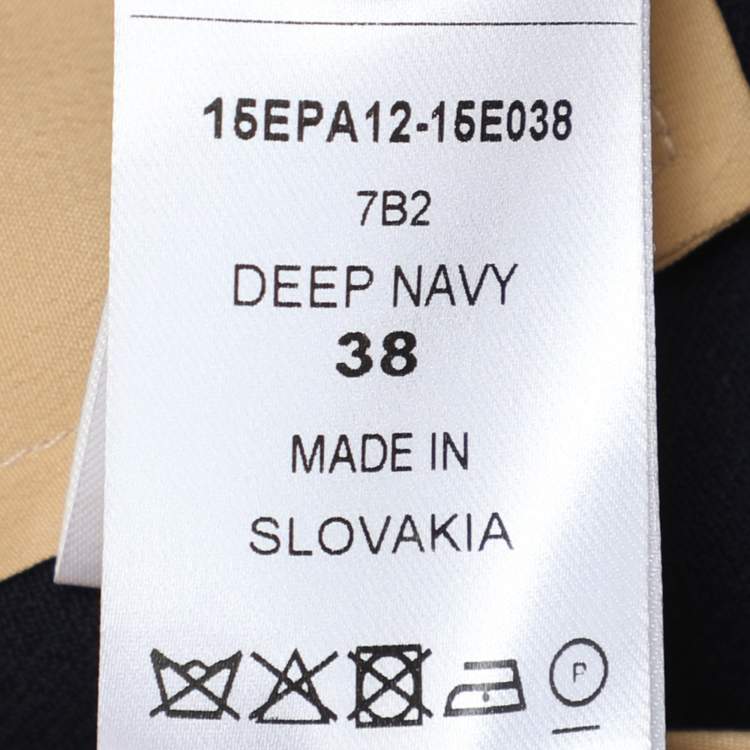 15EPA12-15E038
7B2
DEEP NAVY
38
MADE IN
SLOVAKIA
P